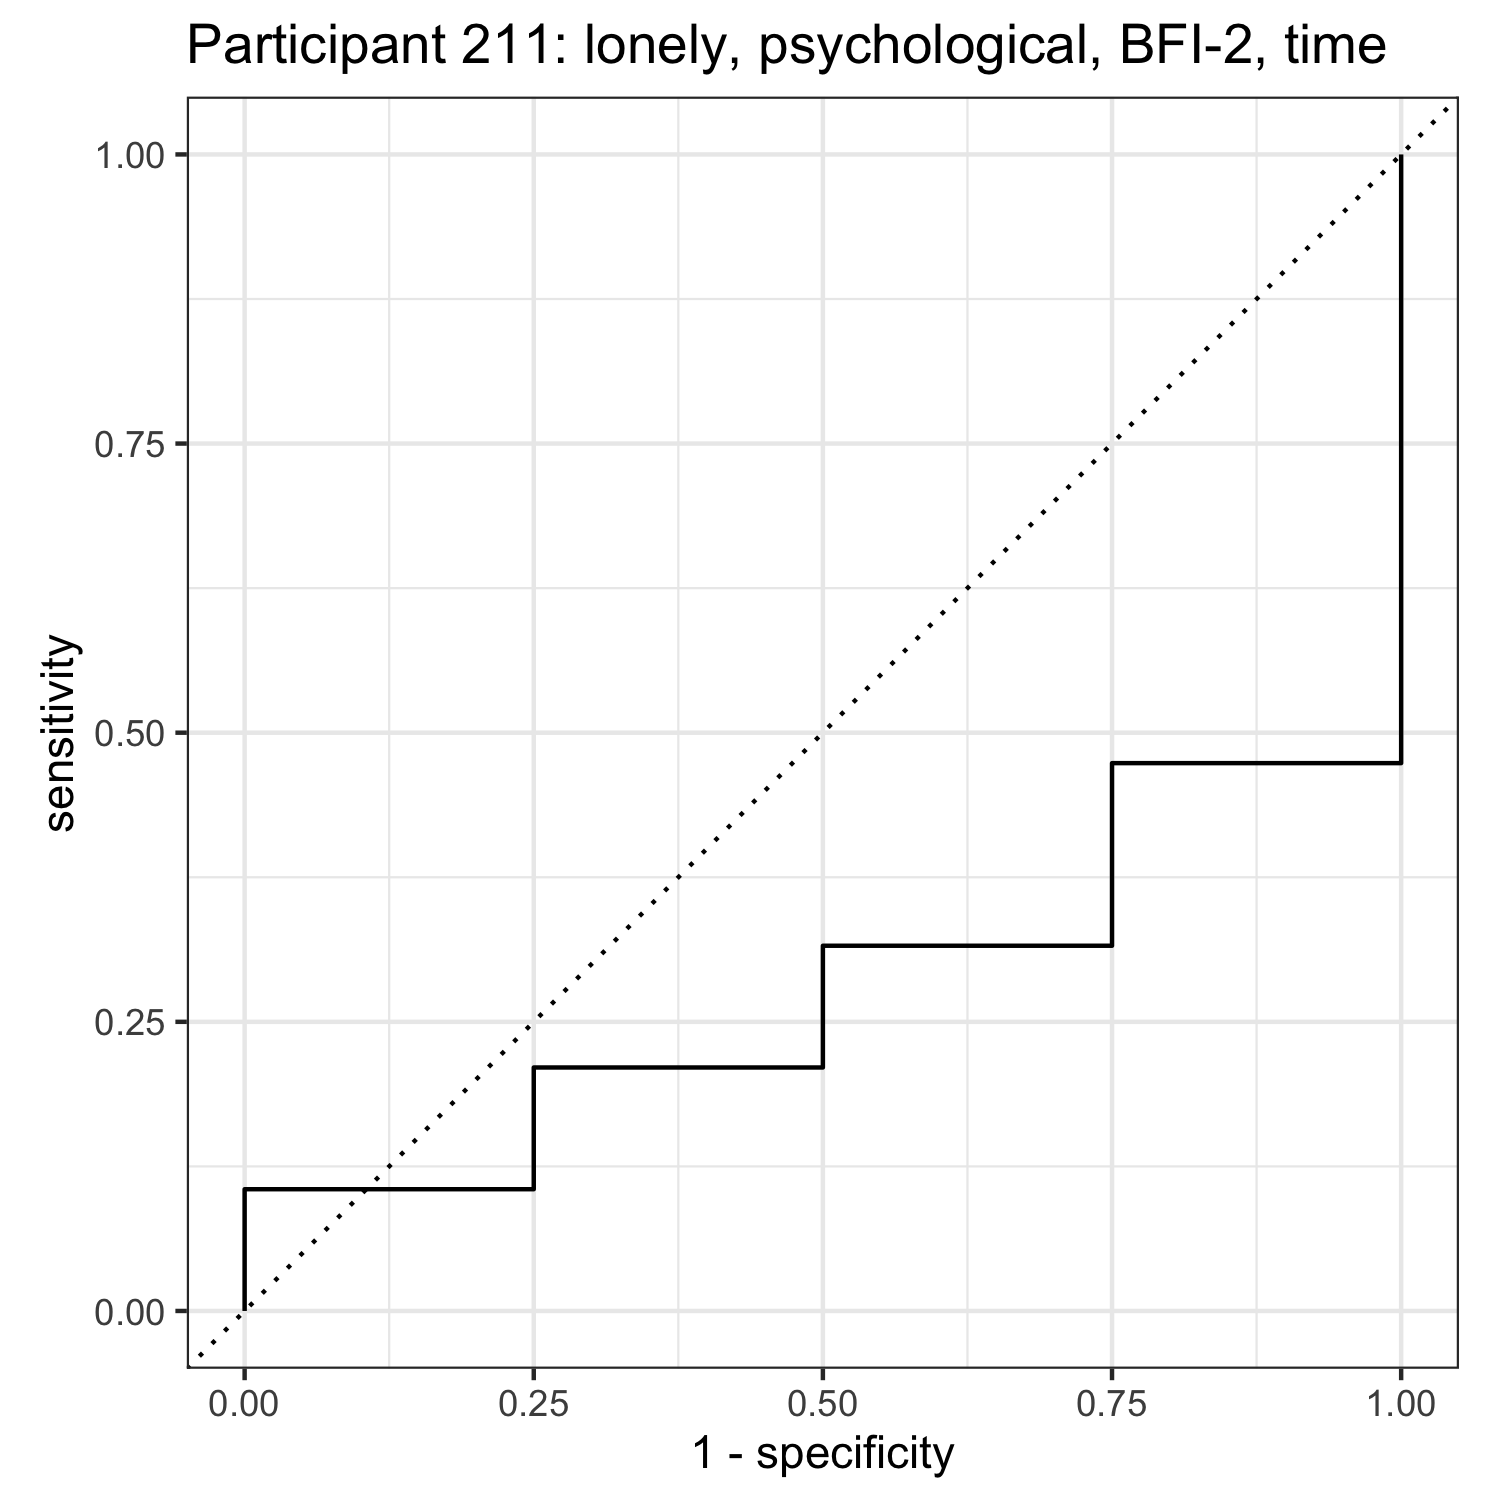 Participant 211: lonely, psychological, BFI-2, time
1.00
0.75
0.50
0.25
0.00
sensitivity
0.00 0.25 0.50 0.75 1.00
1 - specificity